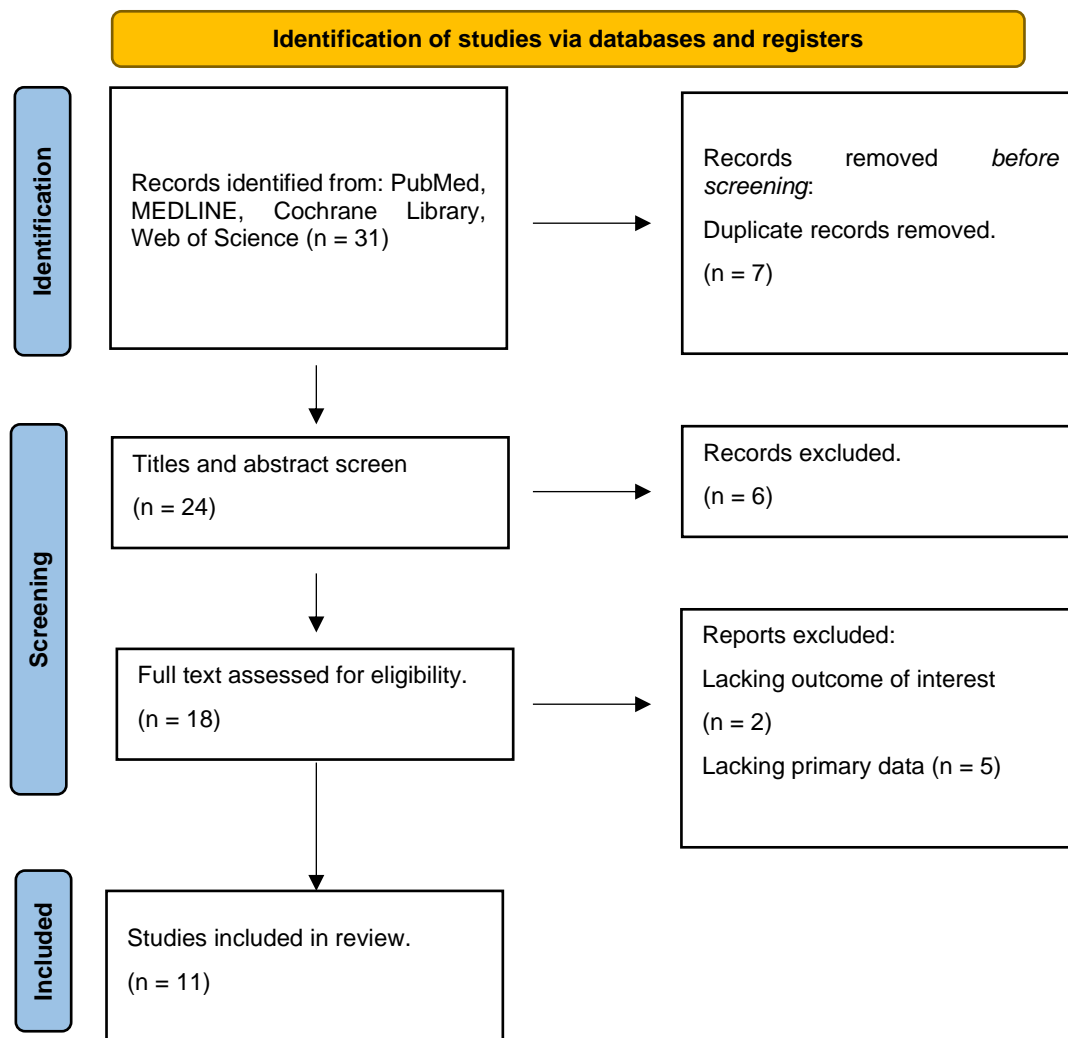 Identification of studies via databases and registers
Identification
Records identified from: PubMed,
MEDLINE, Cochrane Library,
Web of Science (n = 31)
Records removed before
screening:
Duplicate records removed.
(n = 7)
Screening
Titles and abstract screen
(n = 24)
Records excluded.
(n = 6)
Full text assessed for eligibility.
(n = 18)
Reports excluded:
Lacking outcome of interest
(n = 2)
Lacking primary data (n = 5)
Included
Studies included in review.
(n = 11)